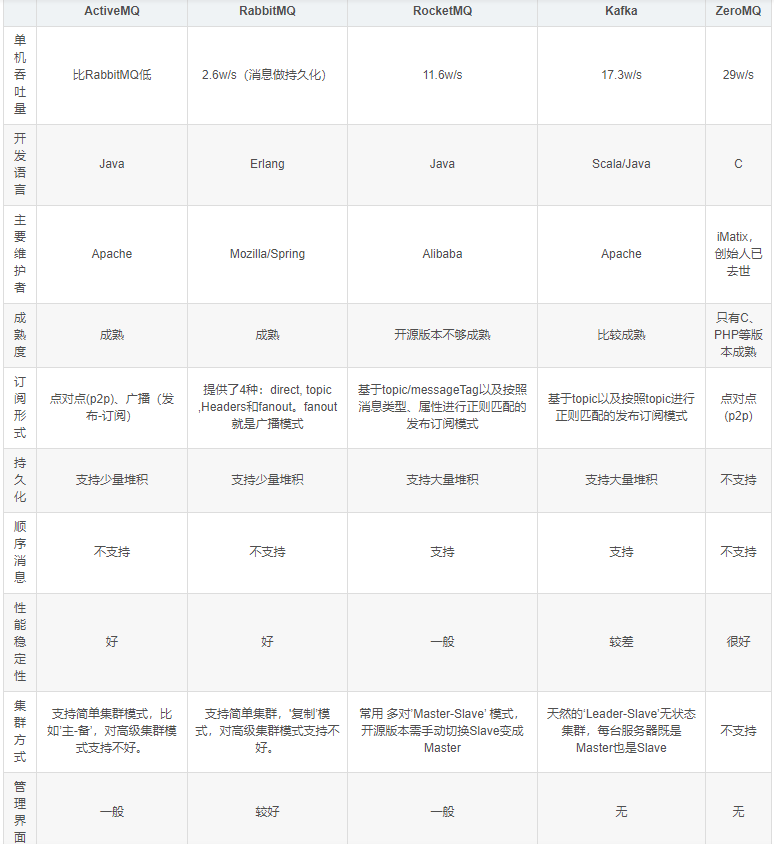 ActiveMQ RabbitMQ RocketMQ Kafka ZeroMQ
单机吞吐量 比RabbitMQ低 2.6w/s（消息做持久化） 11.6w/s 17.3w/s 29w/s
开发语言 Java Erlang Java Scala/Java C
主要维护者 Apache Mozilla/Spring Alibaba Apache iMatix，
创始人已
去世
成熟度 成熟 成熟 开源版本不够成熟 比较成熟 只有C、
PHP等版
本成熟
订阅形式 点对点(p2p)、广播（发
布-订阅）
提供了4种：direct, topic
,Headers和fanout。fanout
就是广播模式
基于topic/messageTag以及按照
消息类型、属性进行正则匹配的
发布订阅模式
基于topic以及按照topic进行
正则匹配的发布订阅模式
点对点
(p2p)
持久化 支持少量堆积 支持少量堆积 支持大量堆积 支持大量堆积 不支持
顺序消息 不支持 不支持 支持 支持 不支持
性能稳定性 好 好 一般 较差 很好
集群方式 支持简单集群模式，比
如'主-备'，对高级集群模
式支持不好。
支持简单集群，'复制'模
式，对高级集群模式支持不
好。
常用 多对'Master-Slave' 模式，
开源版本需手动切换Slave变成
Master
天然的'Leader-Slave'无状态
集群，每台服务器既是
Master也是Slave
不支持
管理界面 一般 较好 一般 无 无